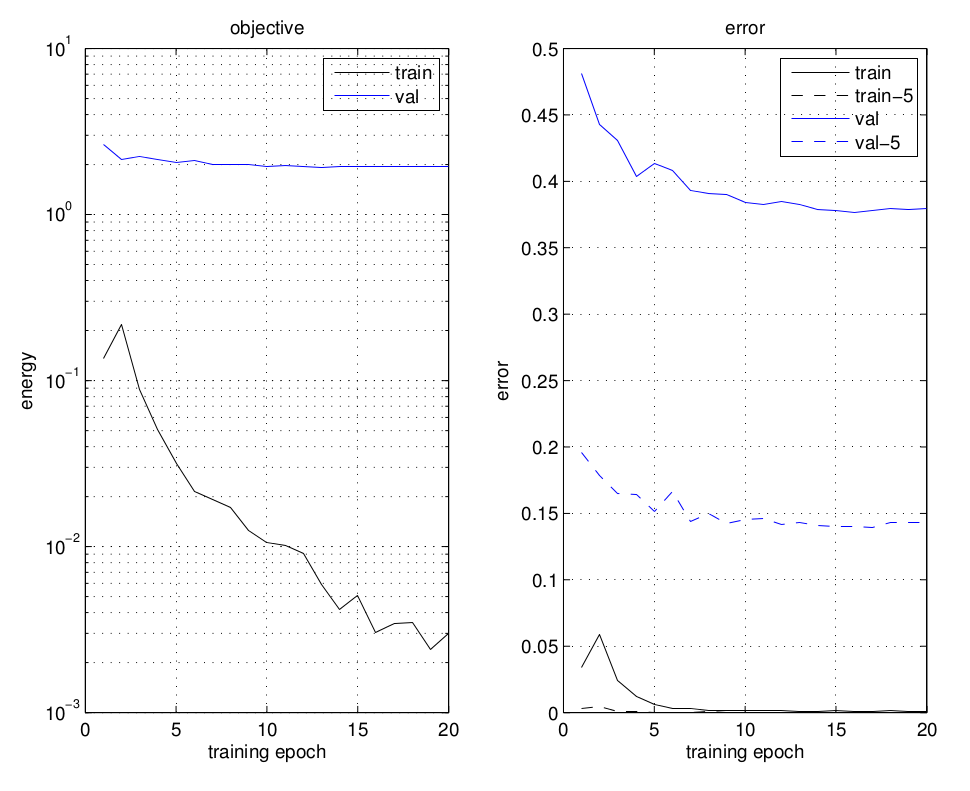 objective
10^1
10^0
10^−1
10^−2
10^−3
energy
train
val
0
5
10
15
20
training epoch
error
0.5
0.45
0.4
0.35
0.3
0.25
0.2
0.15
0.1
0.05
0
error
train
train−5
val
val−5
0
5
10
15
20
training epoch